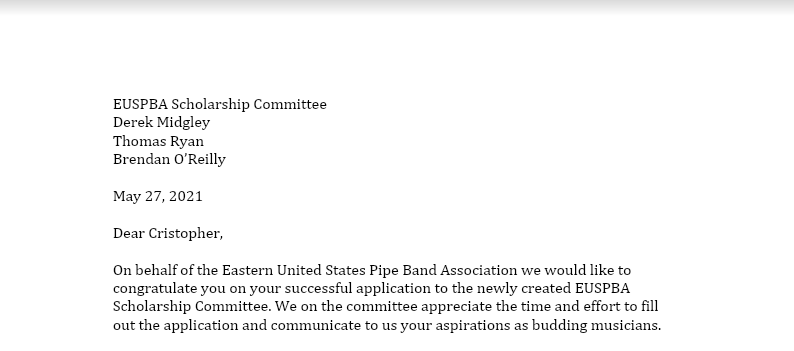 EUSPBA Scholarship Committee
Derek Midgley
Thomas Ryan
Brendan O'Reilly
May 27, 2021
Dear Cristopher,
On behalf of the Eastern United States Pipe Band Association we would like to
congratulate you on your successful application to the newly created EUSPBA
Scholarship Committee. We on the committee appreciate the time and effort to fill
out the application and communicate to us your aspirations as budding musicians.